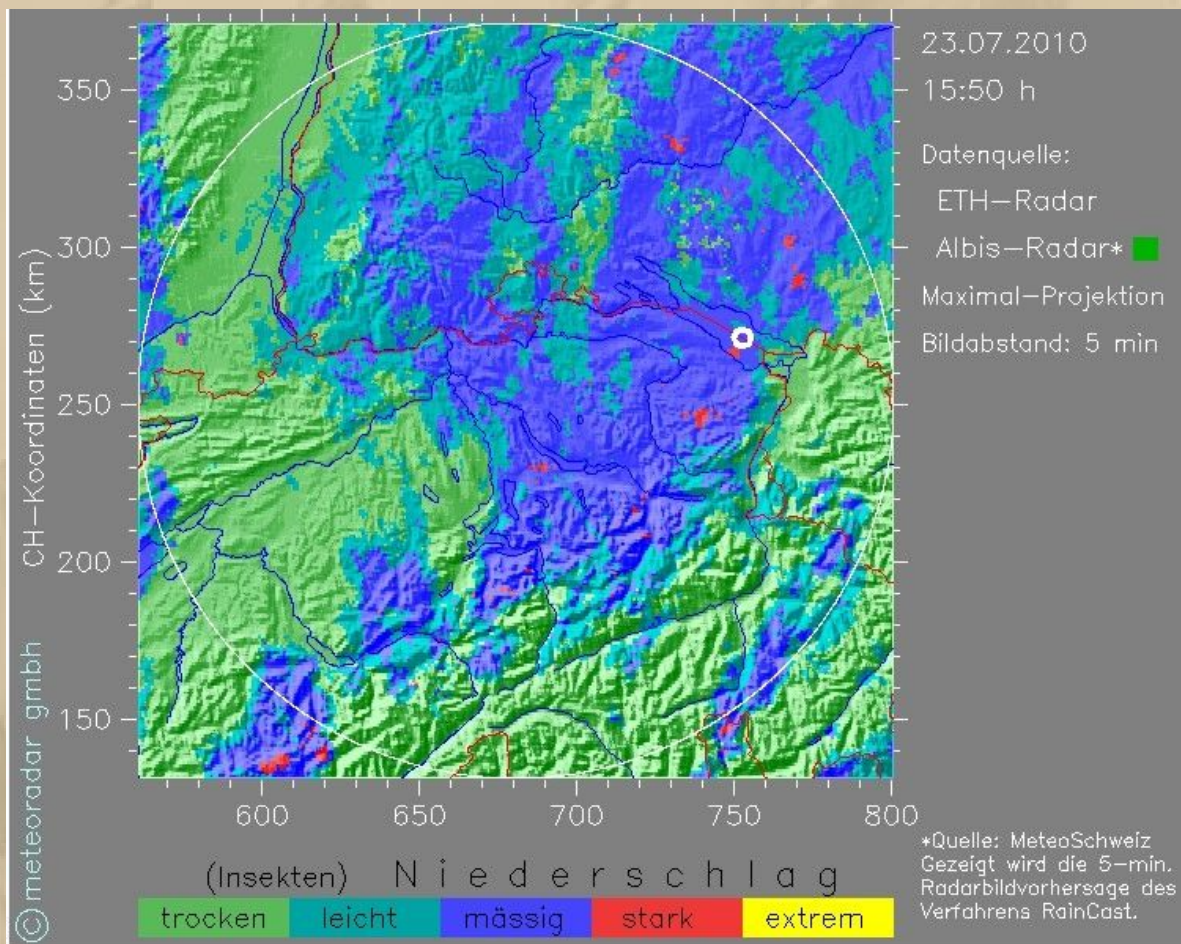 23.07.2010
15:50 h
Datenquelle:
ETH-Radar
Albis-Radar*
Maximal-Projektion
Bildabstand: 5 min
CH-Koordinaten (km)
350
300
250
200
150
600 650 700 750 800
© meteoradar gmbh
(Insekten) Niederschlag
trocken leicht mässig stark extrem
*Quelle: MeteoSchweiz
Gezeigt wird die 5-min.
Radarbildvorhersage des
Verfahrens RainCast.